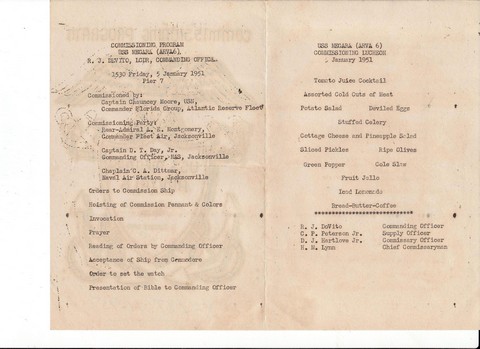 COMMISSIONING PROGRAM
USS MEGARA (ARVA6)
R. J. DeVITO, LCDR, COMMANDING OFFICER.
1530 Friday, 5 January 1951
Pier 7
Commissioned by:
Captain Chauncey Moore, USN,
Commander Florida Group, Atlantic Reserve Fleet
Commissioning Party:
Rear-Admiral A. E. Montgomery,
Commander Fleet Air, Jacksonville
Captain D. T. Day, Jr.
Commanding Officer, NAS, Jacksonville
Chaplain C. A. Dittmar,
Naval Air Station, Jacksonville
Orders to Commission Ship
Hoisting of Commission Pennant & Colors
Invocation
Prayer
Reading of Orders by Commanding Officer
Acceptance of Ship from Commodore
Order to set the watch
Presentation of Bible to Commanding Officer
USS MEGARA (ARVA 6)
COMMISSIONING LUNCHEON
5 January 1951
Tomato Juice Cocktail
Assorted Cold Cuts of Meat
Potato Salad Deviled Eggs
Stuffed Celery
Cottage Cheese and Pineapple Salad
Sliced Pickles Ripe Olives
Green Pepper Cole Slaw
Fruit Jello
Iced Lemonade
Bread-Butter-Coffee
************************************
R. J. DeVito Commanding Officer
C. P. Peterson Jr. Supply Officer
D. J. Hartlove Jr. Commissary Officer
H. M. Lynn Chief Commissaryman